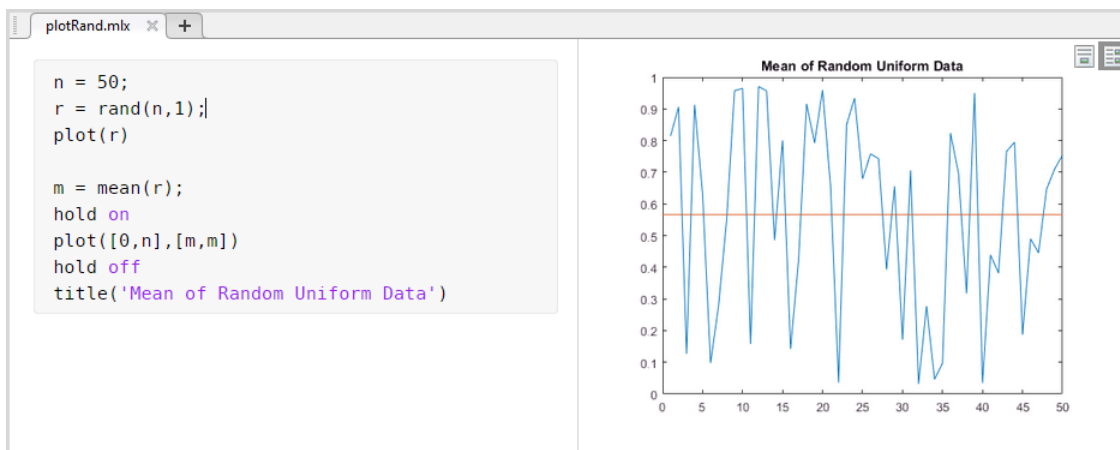 plotRand.mlx
n = 50;
r = rand(n,1);
plot(r)
m = mean(r);
hold on
plot([0,n],[m,m])
hold off
title('Mean of Random Uniform Data')
Mean of Random Uniform Data
1
0.9
0.8
0.7
0.6
0.5
0.4
0.3
0.2
0.1
0
0 5 10 15 20 25 30 35 40 45 50